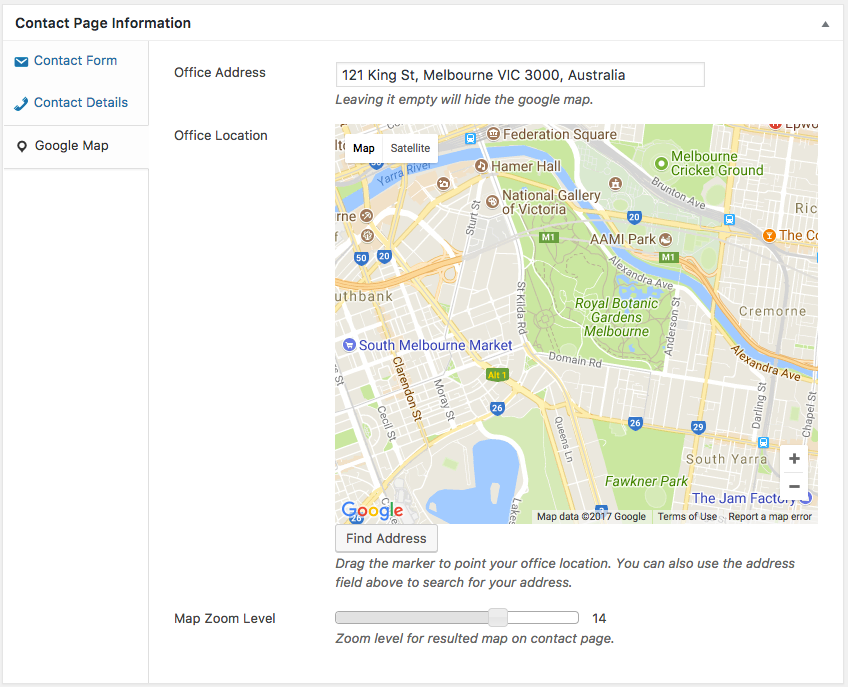 Contact Page Information
Contact Form
Contact Details
Google Map
Office Address
121 King St, Melbourne VIC 3000, Australia
Leaving it empty will hide the google map.
Office Location
Map
Satellite
Federation Square
Yarra River
Hamer Hall
Melbourne
Cricket Ground
Brunton Ave
National Gallery
of Victoria
Sturt St
rne
Ric
20
M1
AAMI Park
The Co
f
50
20
M1
Alexandra Ave
uthbank
St Kilda Rd
Royal Botanic
Gardens
Melbourne
Anderson St
Cremorne
South Melbourne Market
Domain Rd
Alexandra Ave
Clarendon St
Alt 1
Moray St
26
Cecil St
Queens Ln
26
29
Darling St
Chapel St
South Yarra
+
−
Fawkner Park
The Jam Factory
Google
26
Lakes
Map data ©2017 Google
Terms of Use
Report a map error
Find Address
Drag the marker to point your office location. You can also use the address
field above to search for your address.
Map Zoom Level
14
Zoom level for resulted map on contact page.